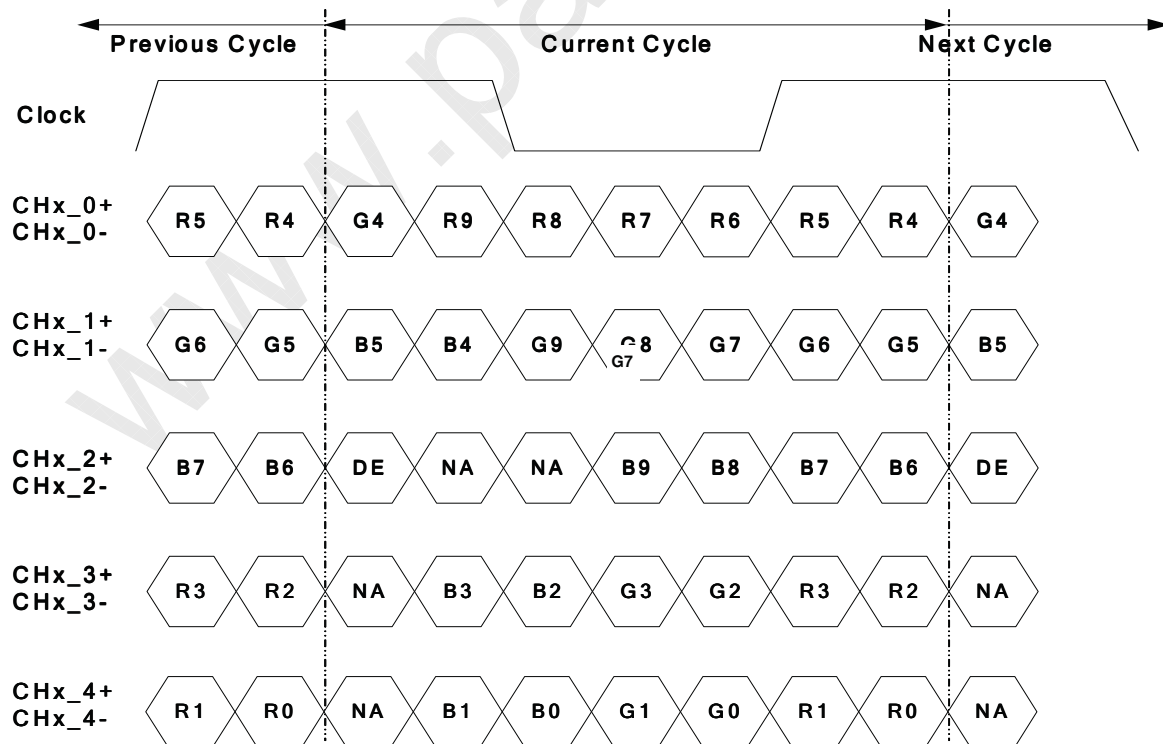 Previous Cycle Current Cycle Next Cycle
Clock
CHx_0+
CHx_0-
R5 R4 G4 R9 R8 R7 R6 R5 R4 G4
CHx_1+
CHx_1-
G6 G5 B5 B4 G9 G8 G7 G6 G5 B5
G7
CHx_2+
CHx_2-
B7 B6 DE NA NA B9 B8 B7 B6 DE
CHx_3+
CHx_3-
R3 R2 NA B3 B2 G3 G2 R3 R2 NA
CHx_4+
CHx_4-
R1 R0 NA B1 B0 G1 G0 R1 R0 NA
www.pa